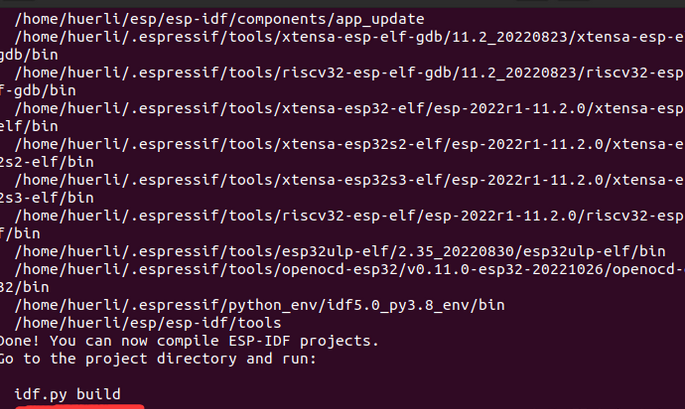 /home/huerli/esp/esp-idf/components/app_update
/home/huerli/.espressif/tools/xtensa-esp-elf-gdb/11.2_20220823/xtensa-esp-e
gdb/bin
/home/huerli/.espressif/tools/riscv32-esp-elf-gdb/11.2_20220823/riscv32-esp
f-gdb/bin
/home/huerli/.espressif/tools/xtensa-esp32-elf/esp-2022r1-11.2.0/xtensa-esp
elf/bin
/home/huerli/.espressif/tools/xtensa-esp32s2-elf/esp-2022r1-11.2.0/xtensa-e
2s2-elf/bin
/home/huerli/.espressif/tools/xtensa-esp32s3-elf/esp-2022r1-11.2.0/xtensa-e
2s3-elf/bin
/home/huerli/.espressif/tools/riscv32-esp-elf/esp-2022r1-11.2.0/riscv32-esp
f/bin
/home/huerli/.espressif/tools/esp32ulp-elf/2.35_20220830/esp32ulp-elf/bin
/home/huerli/.espressif/tools/openocd-esp32/v0.11.0-esp32-20221026/openocd-
32/bin
/home/huerli/.espressif/python_env/idf5.0_py3.8_env/bin
/home/huerli/esp/esp-idf/tools
Done! You can now compile ESP-IDF projects.
Go to the project directory and run:
idf.py build